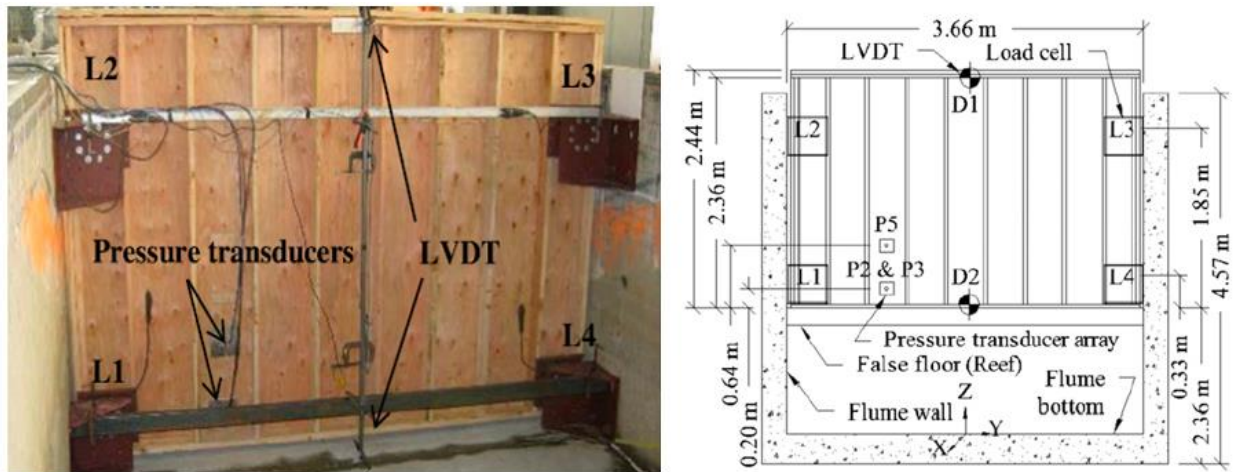 L2
L3
Pressure transducers
LVDT
L1
L4
3.66 m
LVDT
Load cell
D1
L2
L3
2.44 m
2.36 m
1.85 m
4.57 m
P5
P2 & P3
L1
D2
L4
Pressure transducer array
False floor (Reef)
0.64 m
0.20 m
Flume wall
Z
Y
X
Flume
bottom
0.33 m
2.36 m